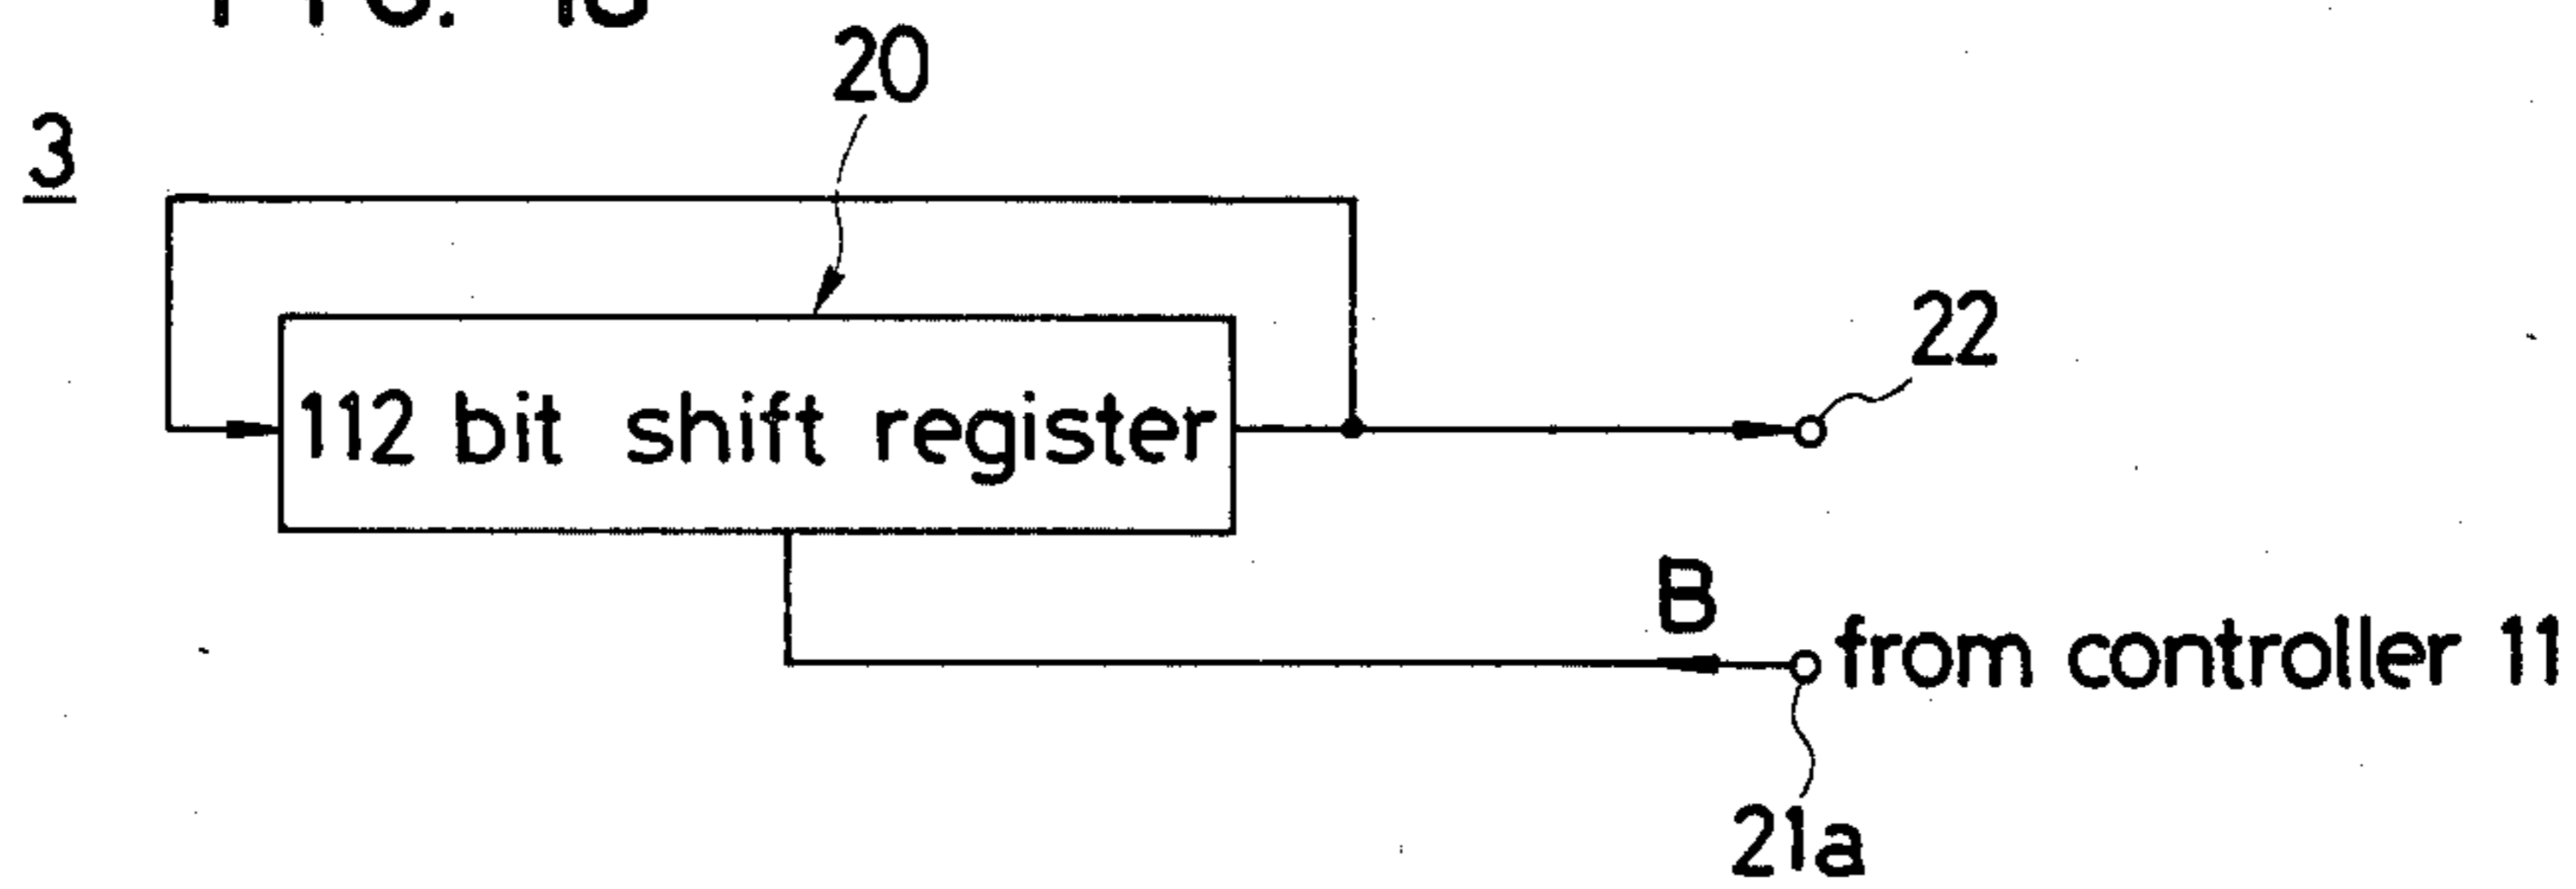 20
3
22
112 bit shift register
B
from controller 11
21a